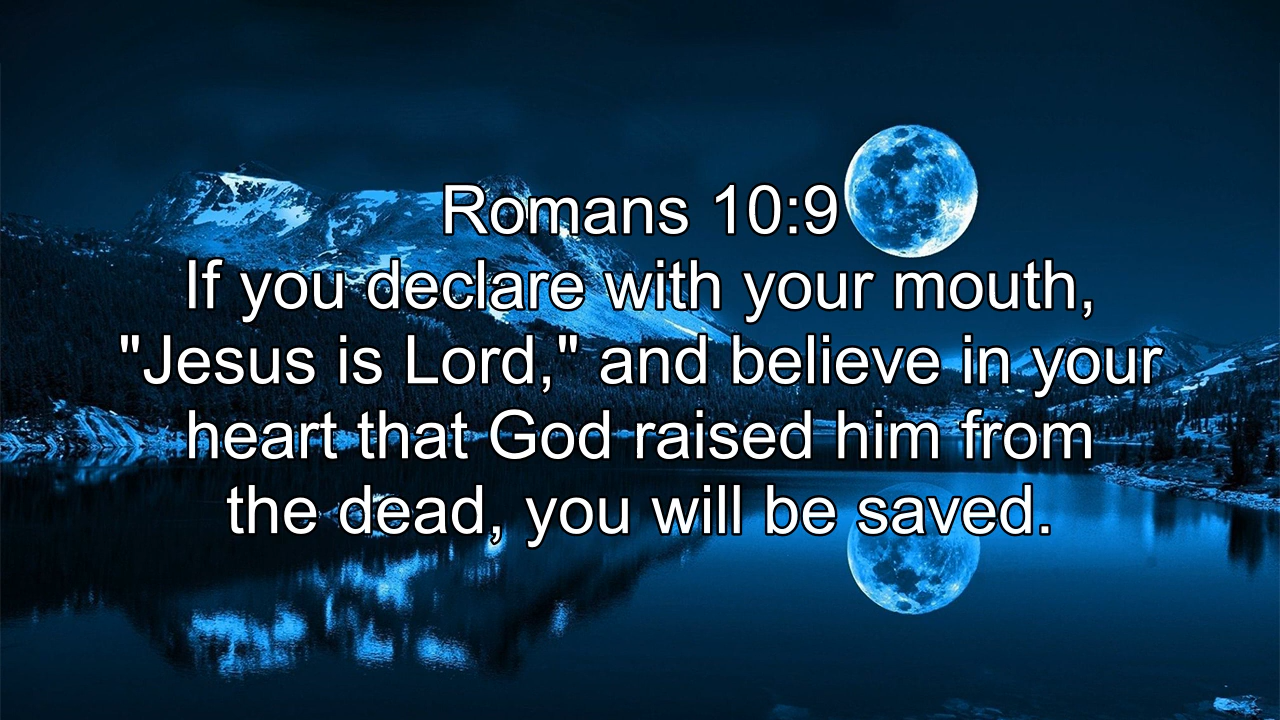 Romans 10:9
If you declare with your mouth,
"Jesus is Lord," and believe in your
heart that God raised him from
the dead, you will be saved.